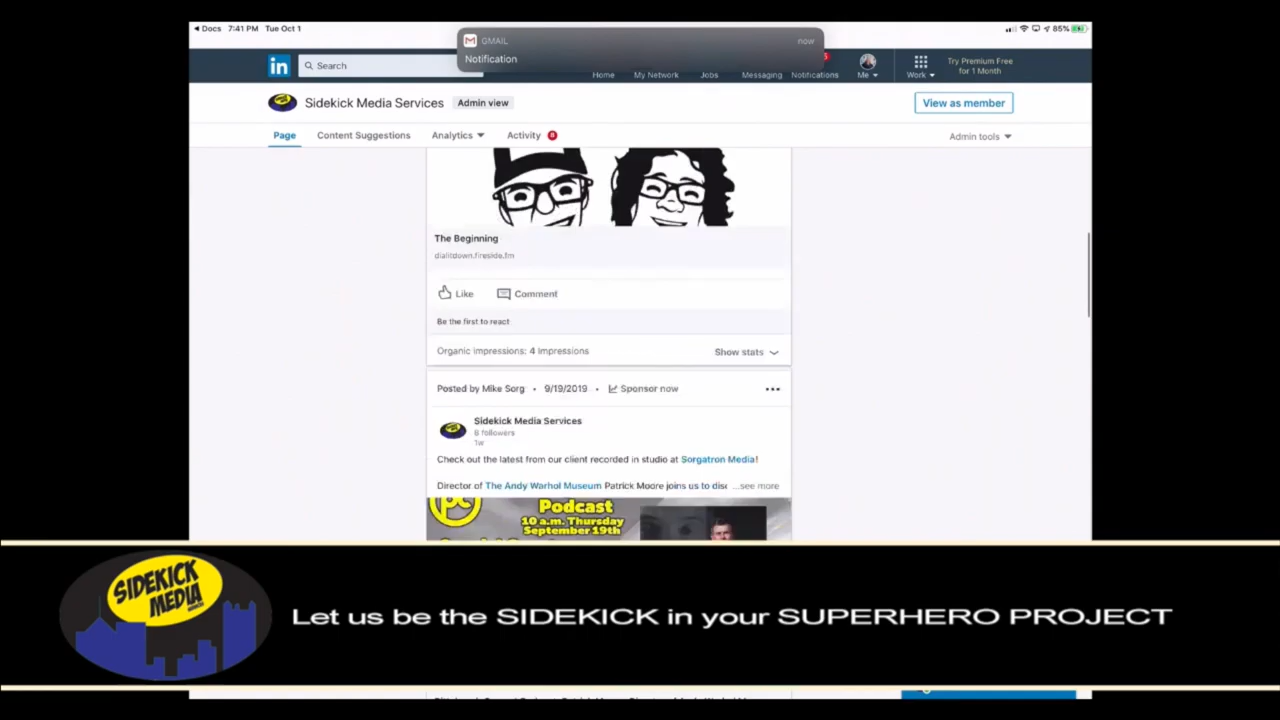 Docs 7:41 PM Tue Oct 1
85%
GMAIL
now
Notification
in
Search
Home
My Network
Jobs
Messaging
Notifications
Me
Work
Try Premium Free
for 1 Month
Sidekick Media Services
Admin view
View as member
Page
Content Suggestions
Analytics
Activity
8
Admin tools
The Beginning
dialitdown.fireside.fm
Like
Comment
Be the first to react
Organic impressions: 4 Impressions
Show stats
Posted by Mike Sorg • 9/19/2019 • Sponsor now
Sidekick Media Services
8 followers
1w
Check out the latest from our client recorded in studio at Sorgatron Media!
Director of The Andy Warhol Museum Patrick Moore joins us to disc ...see more
pc
Podcast
10 a.m. Thursday
September 19th
SIDEKICK
MEDIA
Let us be the SIDEKICK in your SUPERHERO PROJECT